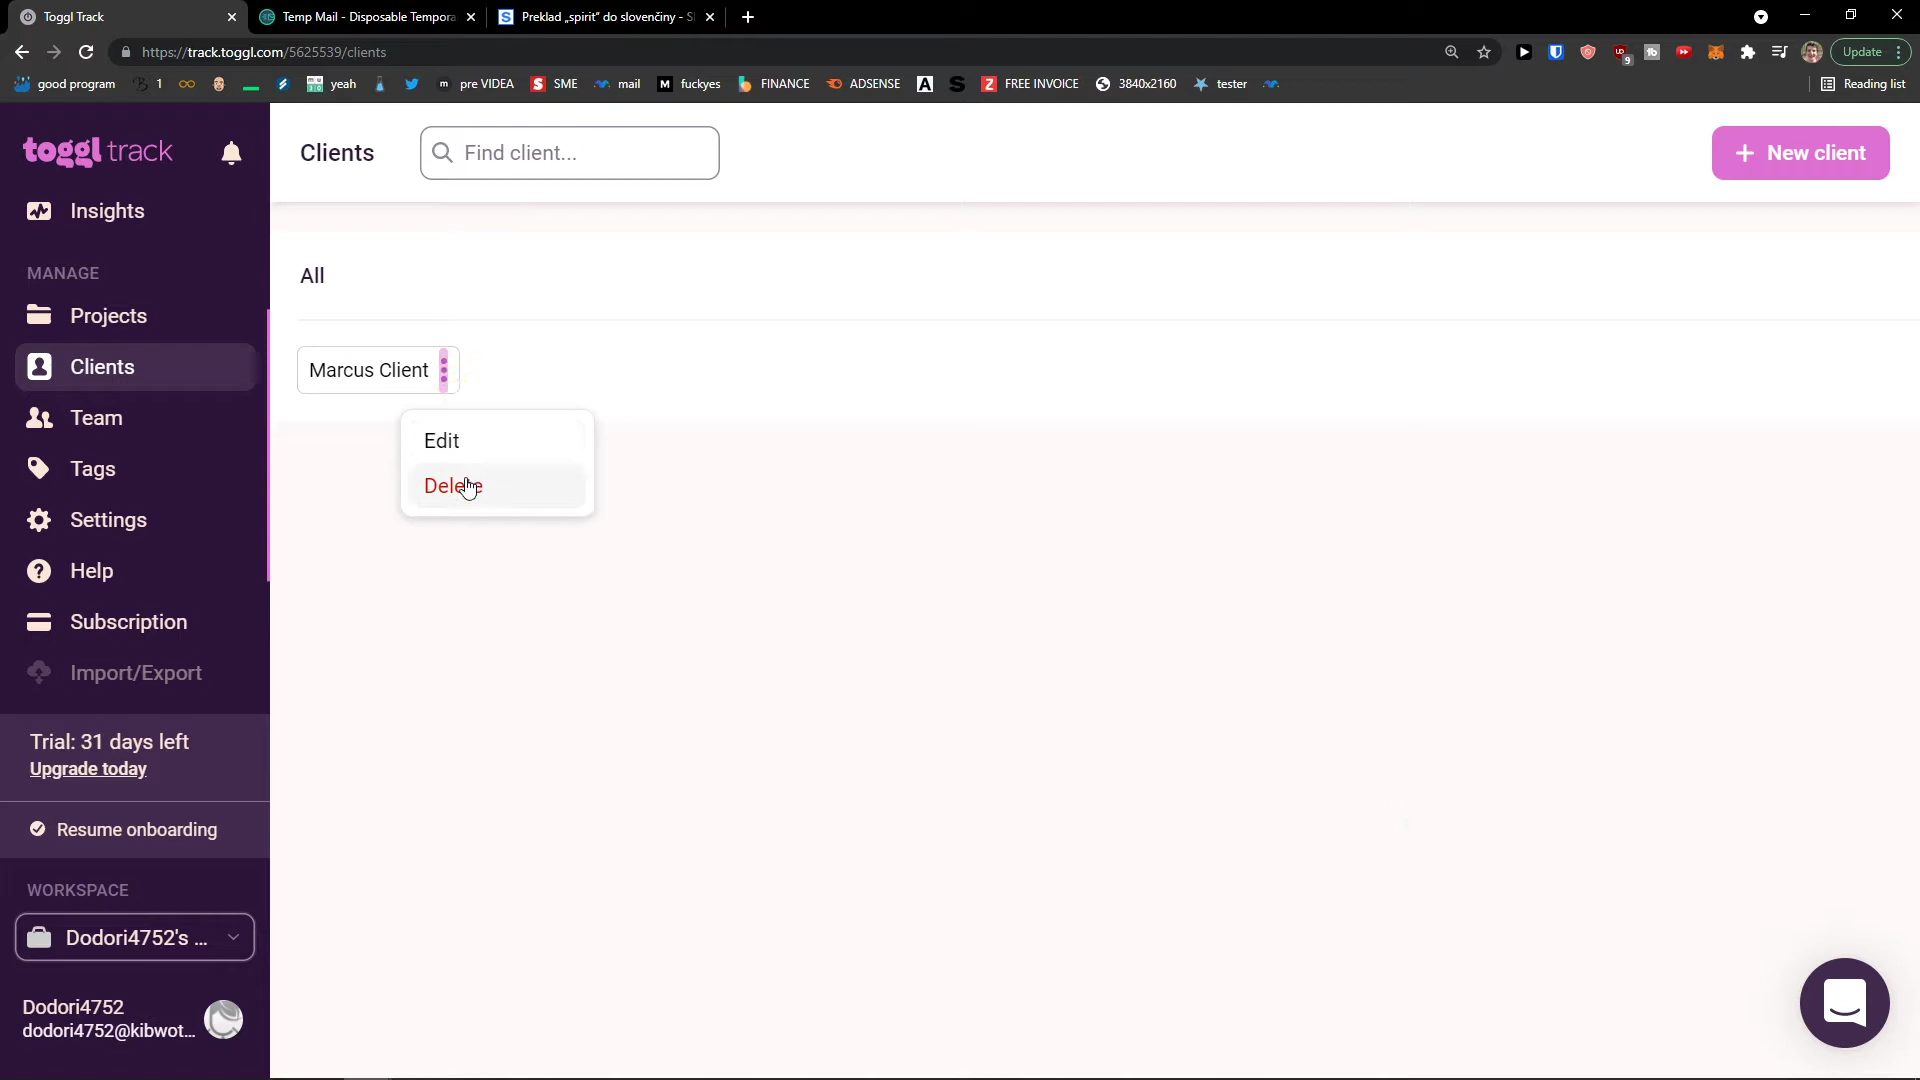 Toggl Track
Temp Mail - Disposable Tempora
Preklad „spirit“ do slovenčiny - S
https://track.toggl.com/5625539/clients
Update
good program
1
yeah
pre VIDEA
SME
mail
fuckyes
FINANCE
ADSENSE
FREE INVOICE
3840x2160
tester
Reading list
toggl track
Clients
Find client...
+ New client
Insights
MANAGE
All
Projects
Clients
Marcus Client
Team
Edit
Tags
Delete
Settings
Help
Subscription
Import/Export
Trial: 31 days left
Upgrade today
Resume onboarding
WORKSPACE
Dodori4752's ...
Dodori4752
dodori4752@kibwot...